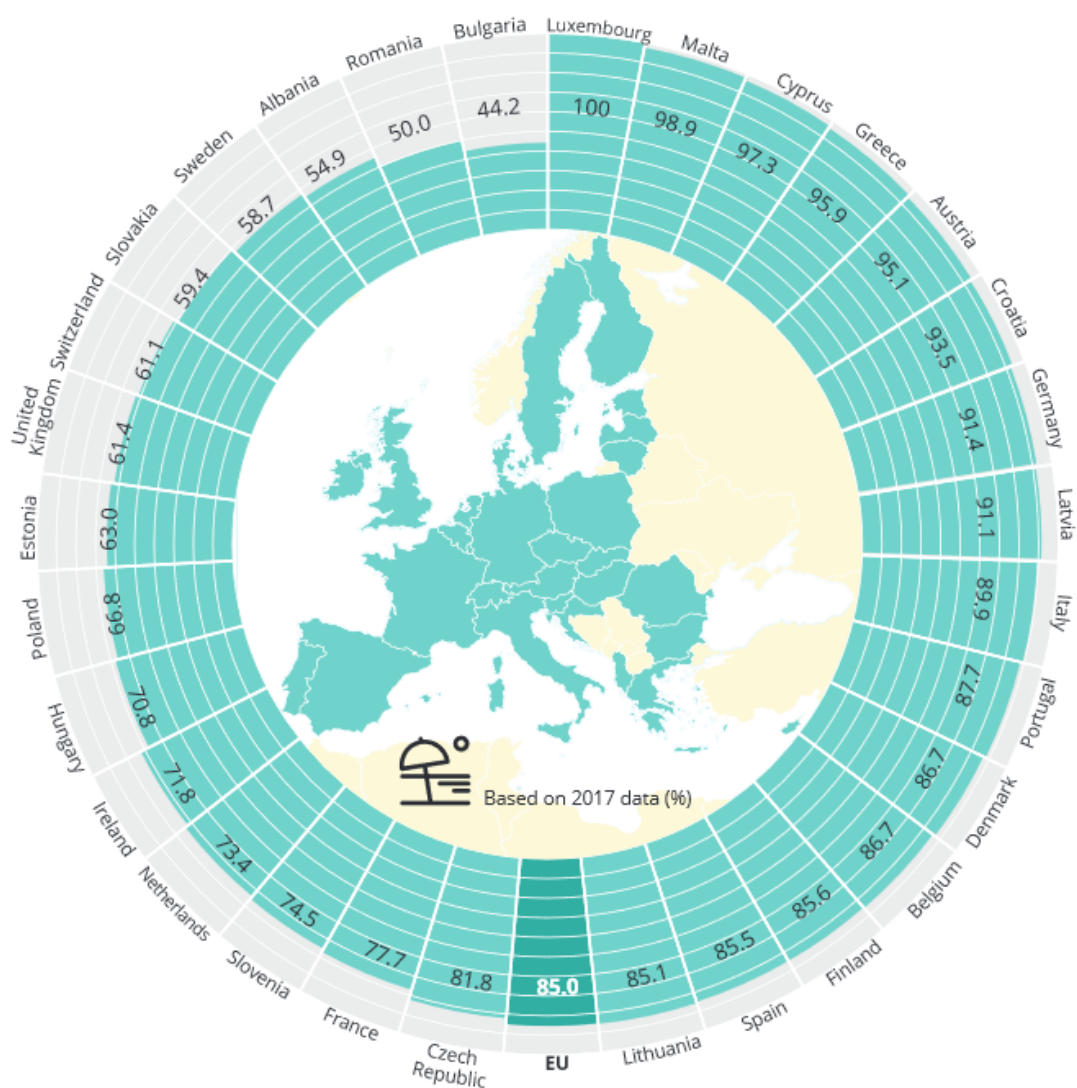 Luxembourg
100
Malta
98.9
Cyprus
97.3
Greece
95.9
Austria
95.1
Croatia
93.5
Germany
91.4
Latvia
91.1
Italy
89.9
Portugal
87.7
Denmark
86.7
Belgium
86.7
Finland
85.6
Spain
85.5
Lithuania
85.1
EU
85.0
Czech
Republic
81.8
France
77.7
Slovenia
74.5
Netherlands
73.4
Ireland
71.8
Hungary
70.8
Poland
66.8
Estonia
63.0
United
Kingdom
61.4
Switzerland
61.1
Slovakia
59.4
Sweden
58.7
Albania
54.9
Romania
50.0
Bulgaria
44.2
Based on 2017 data (%)